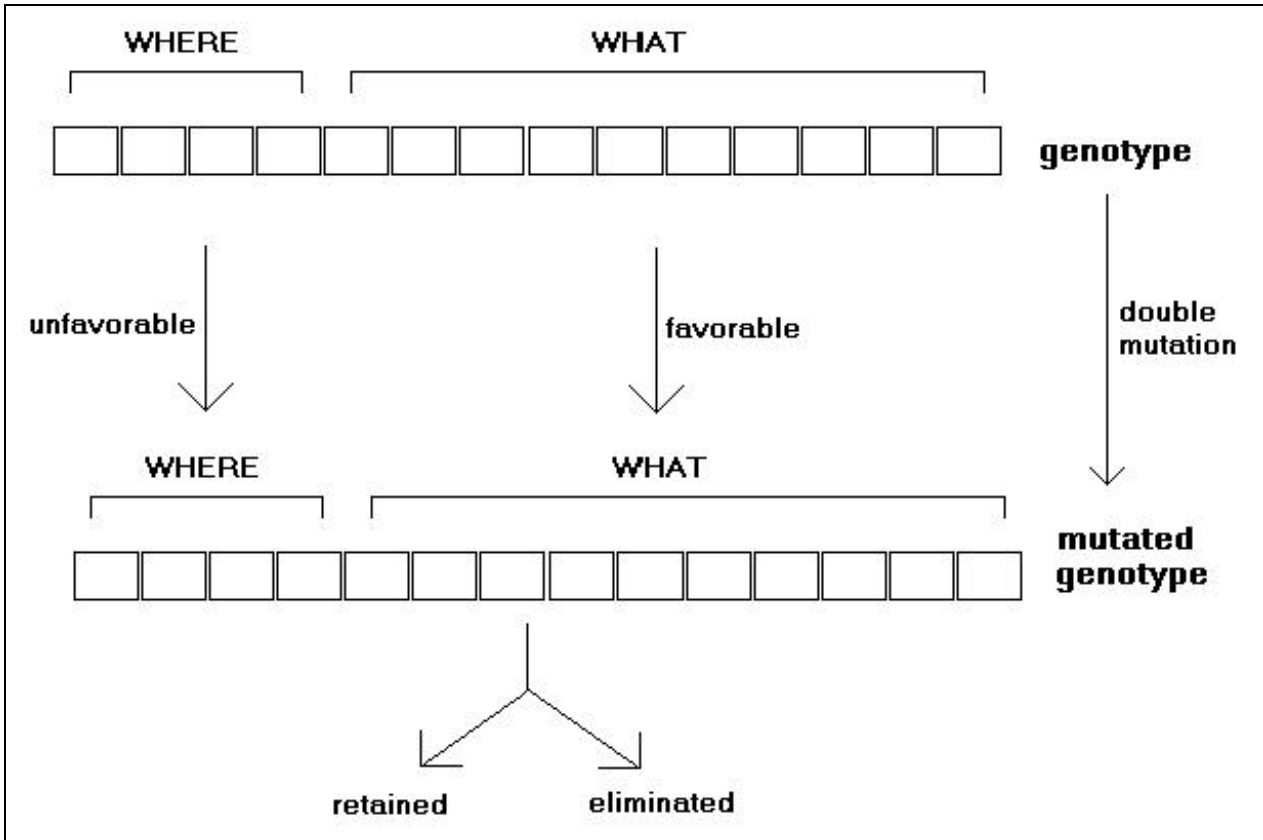 WHERE
WHAT
genotype
unfavorable
favorable
double
mutation
WHERE
WHAT
mutated
genotype
retained
eliminated